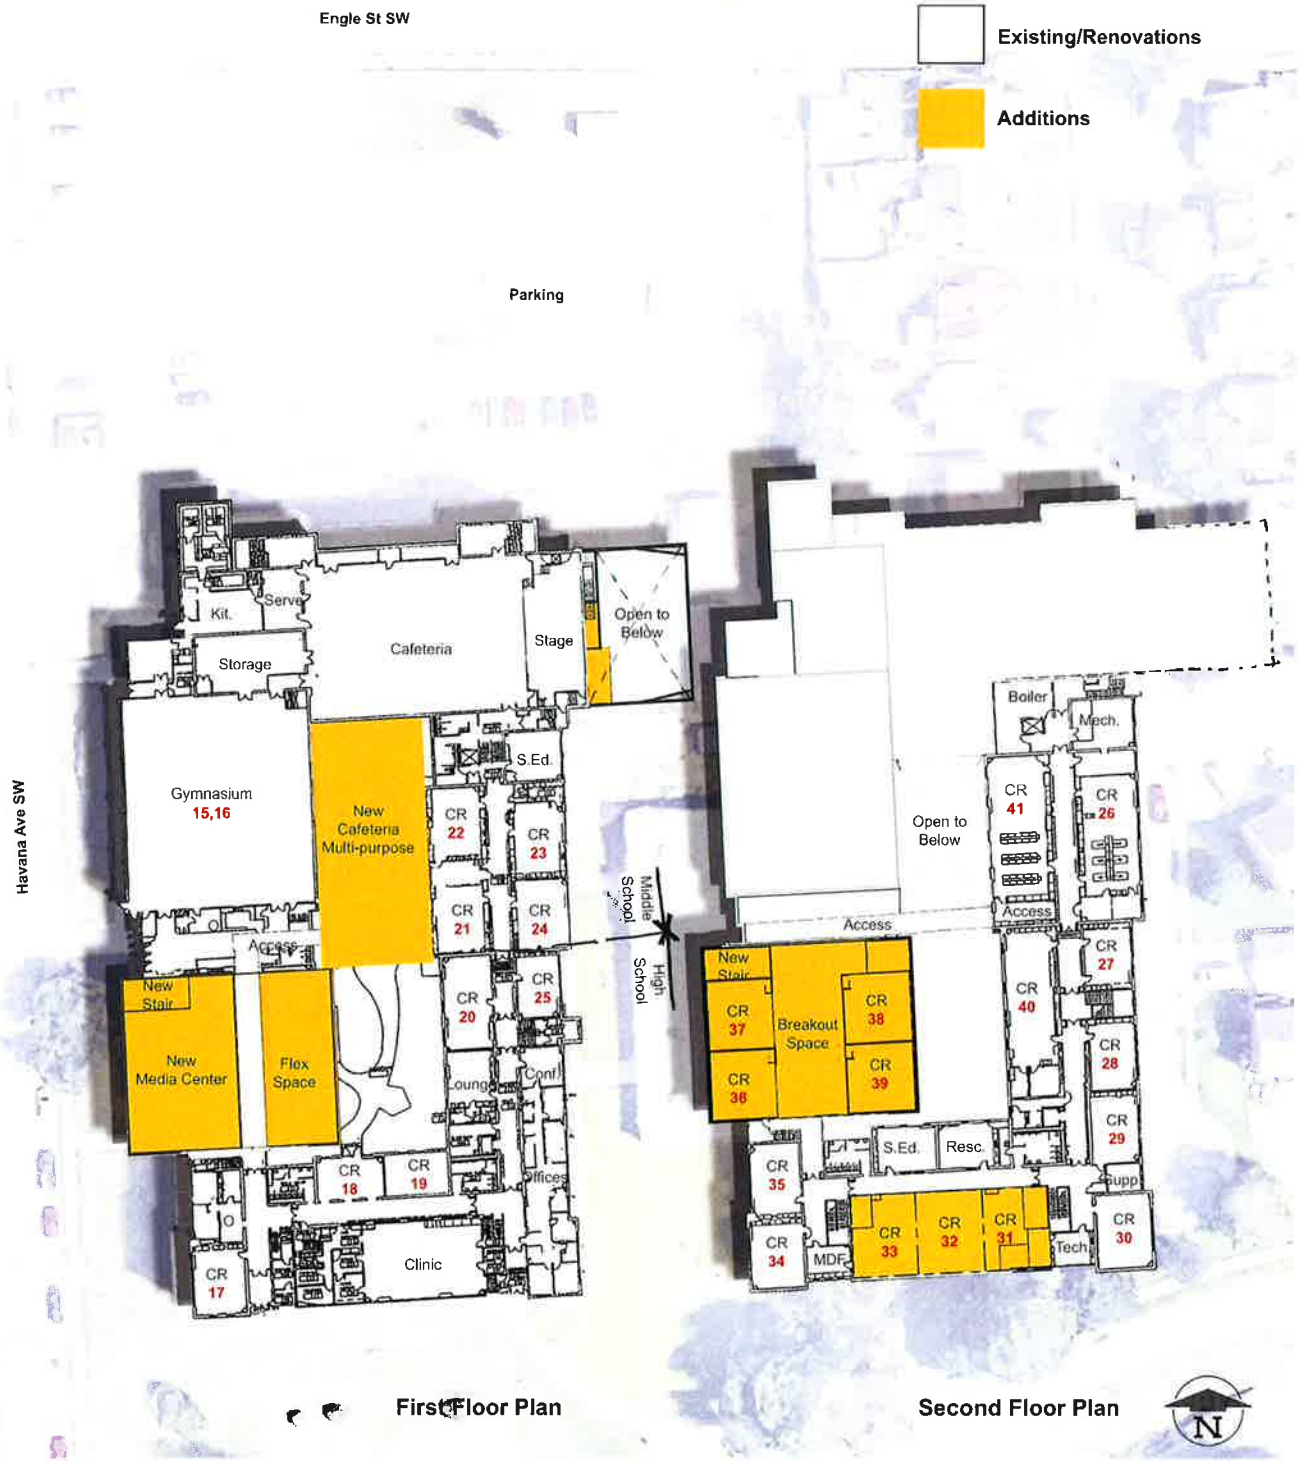 Engle St SW
Existing/Renovations
Additions
Parking
Havana Ave SW
Kit.
Serve
Storage
Cafeteria
Stage
Open to
Below
Gymnasium
15,16
New
Cafeteria
Multi-purpose
S.Ed.
CR
22
CR
23
CR
21
CR
24
Access
New
Stair
New
Media Center
Flex
Space
CR
20
CR
25
Loung
Conf.
CR
18
CR
19
Offices
O
CR
17
Clinic
First Floor Plan
Middle
School
High
School
Boiler
Mech.
CR
41
CR
26
Open to
Below
Access
Access
New
Stair
CR
37
CR
36
Breakout
Space
CR
38
CR
39
CR
40
CR
27
CR
28
CR
29
S.Ed.
Resc.
CR
35
Supp
CR
34
MDF
CR
33
CR
32
CR
31
Tech.
CR
30
Second Floor Plan
N